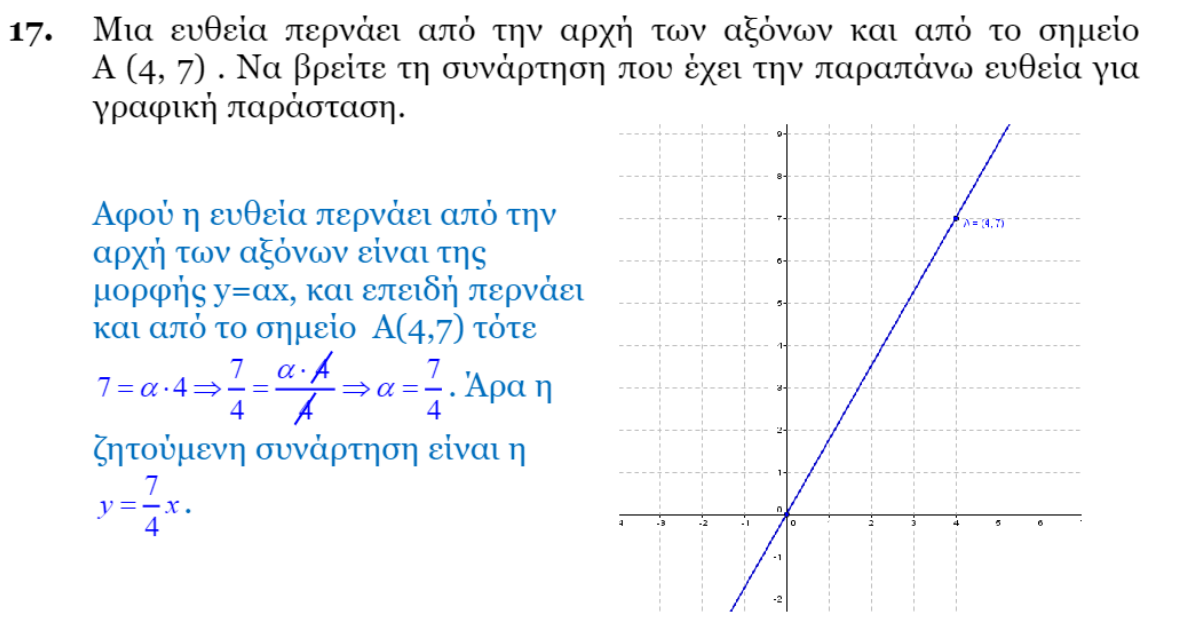 17. Μια ευθεία περνάει από την αρχή των αξόνων και από το σημείο
Α (4, 7) . Να βρείτε τη συνάρτηση που έχει την παραπάνω ευθεία για
γραφική παράσταση.
Αφού η ευθεία περνάει από την
αρχή των αξόνων είναι της
μορφής y=αx, και επειδή περνάει
και από το σημείο Α(4,7) τότε
7 = α · 4 ⇒ 7/4 = α · 4/4 ⇒ α = 7/4 . Άρα η
ζητούμενη συνάρτηση είναι η
y = 7/4 x .
9
8
7
A = (4, 7)
6
5
4
3
2
1
0
4 -3 -2 -1 0 2 3 4 5 6
-1
-2